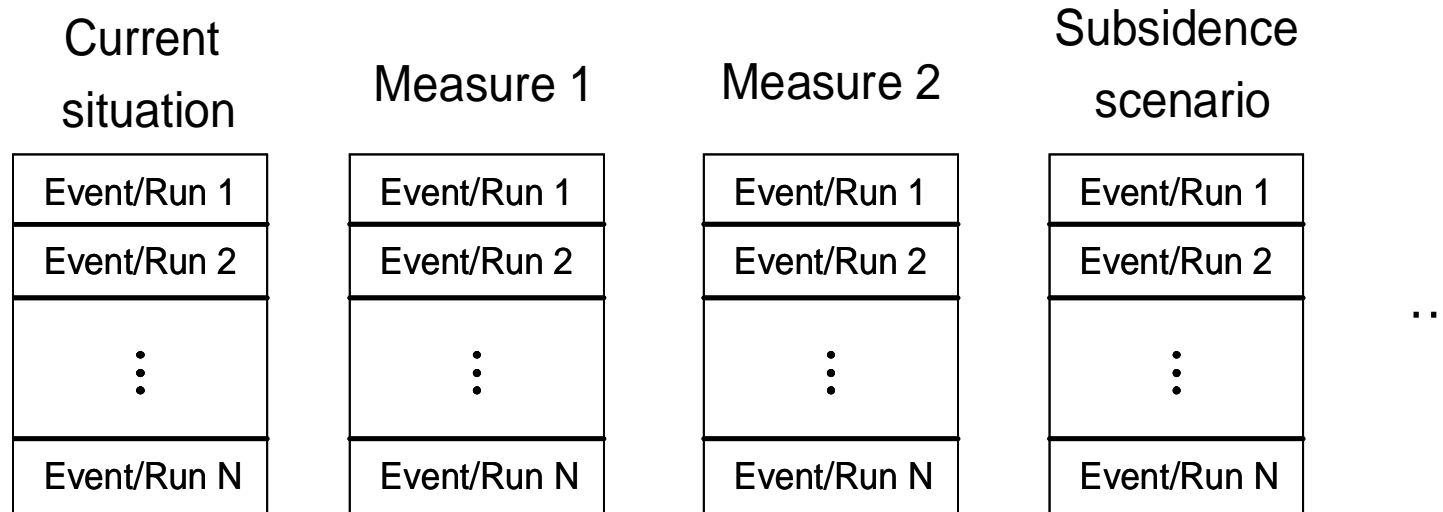 Current
situation
Event/Run 1
Event/Run 2
⋮
Event/Run N
Measure 1
Event/Run 1
Event/Run 2
⋮
Event/Run N
Measure 2
Event/Run 1
Event/Run 2
⋮
Event/Run N
Subsidence
scenario
Event/Run 1
Event/Run 2
⋮
Event/Run N
..